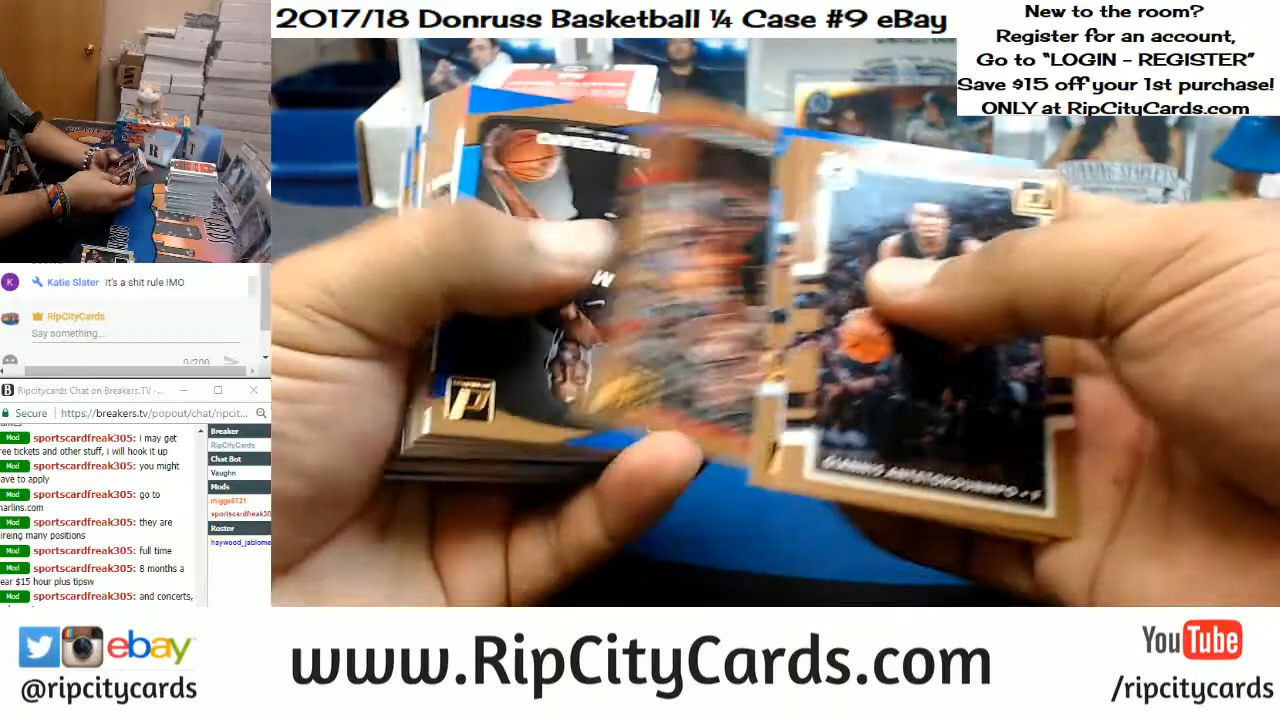 2017/18 Donruss Basketball ¼ Case #9 eBay
New to the room?
Register for an account,
Go to “LOGIN - REGISTER”
Save $15 off your 1st purchase!
ONLY at RipCityCards.com
K Katie Slater It's a shit rule IMO
RipCityCards
Say something...
0/200
Ripcitycards Chat on Breakers.TV - ...
Secure https://breakers.tv/popout/chat/ripcit...
Mod sportscardfreak305: i may get
ree tickets and other stuff, i will hook it up
Mod sportscardfreak305: you might
ave to apply
Mod sportscardfreak305: go to
narlins.com
Mod sportscardfreak305: they are
ireing many positions
Mod sportscardfreak305: full time
Mod sportscardfreak305: 8 months a
ear $15 hour plus tipsw
Mod sportscardfreak305: and concerts,
Breaker
RipCityCards
Chat Bot
Vaughn
Mods
miggs0721
sportscardfreak30
Roster
haywood_jablome
GIANNIS ANTETOKOUNMPO • F
ebay
@ripcitycards
www.RipCityCards.com
YouTube
/ripcitycards